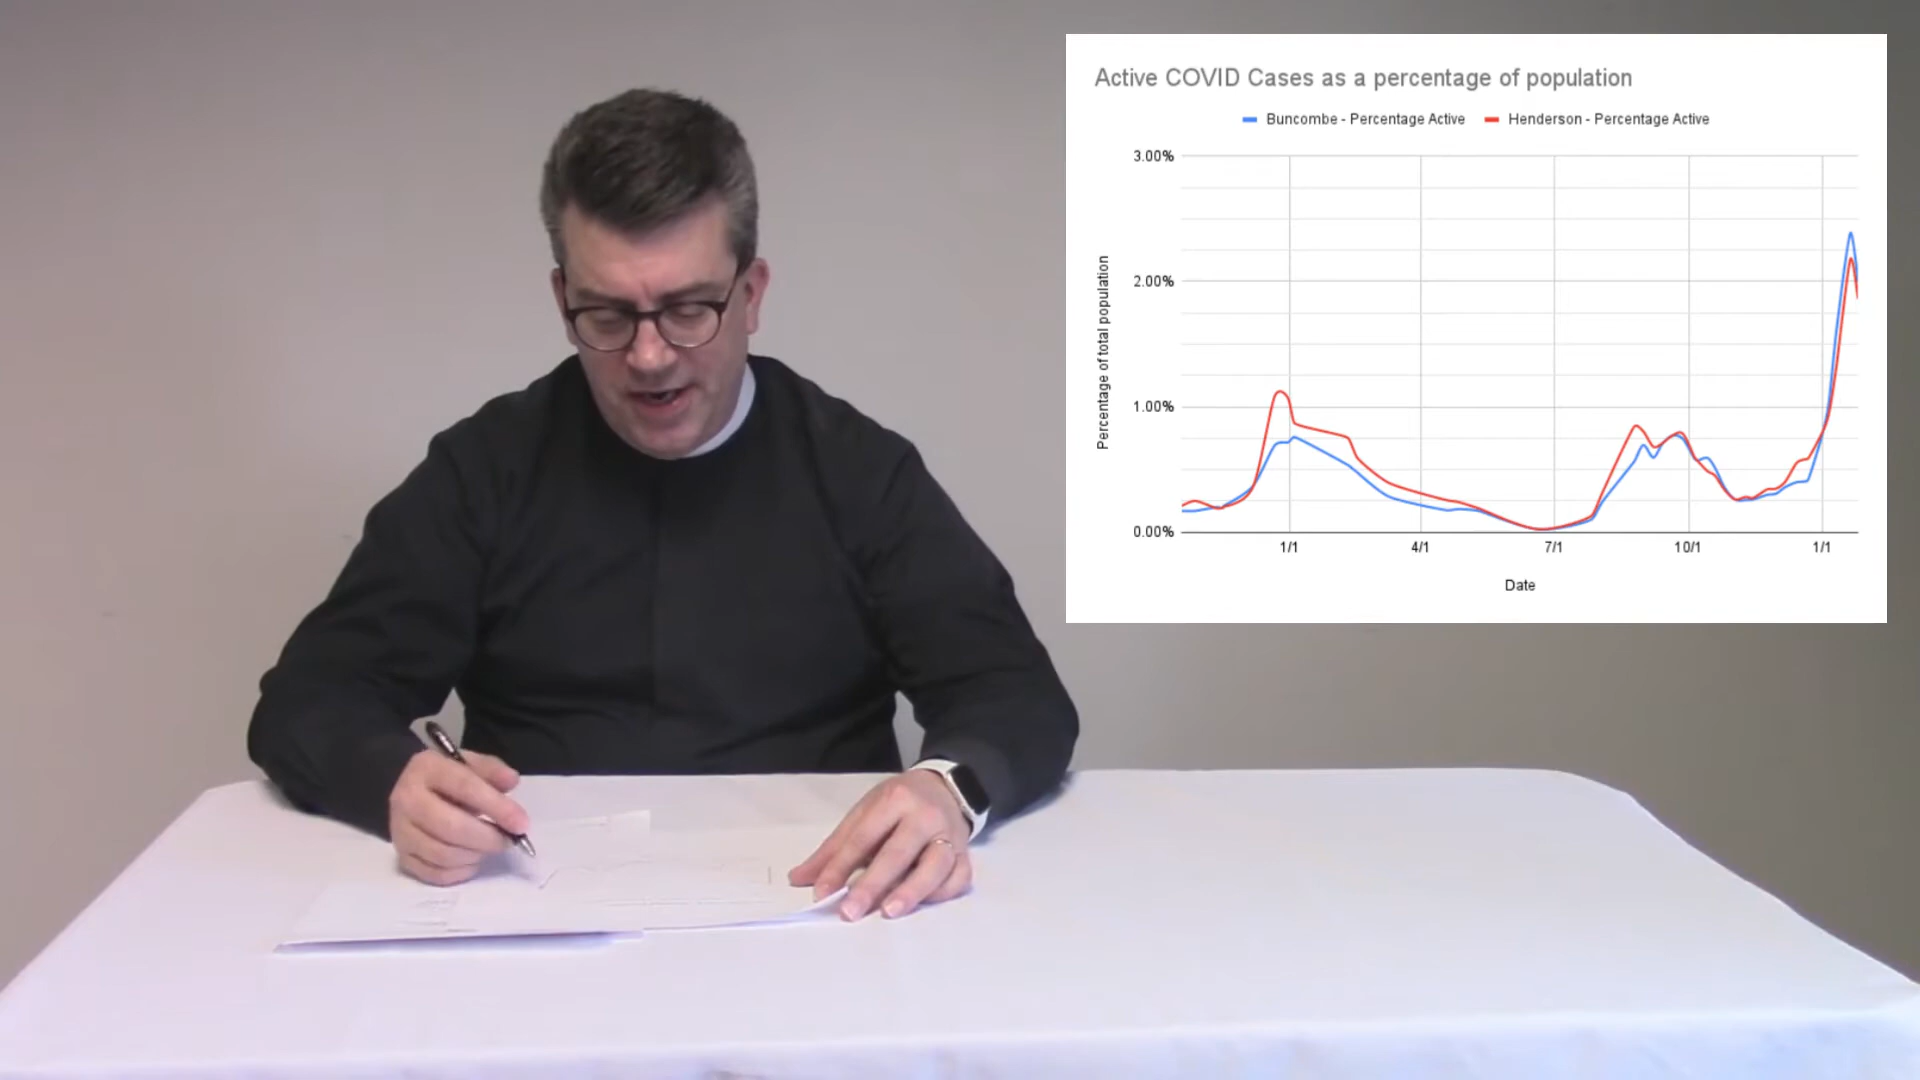 Active COVID Cases as a percentage of population
Buncombe - Percentage Active Henderson - Percentage Active
Percentage of total population
3.00%
2.00%
1.00%
0.00%
1/1 4/1 7/1 10/1 1/1
Date